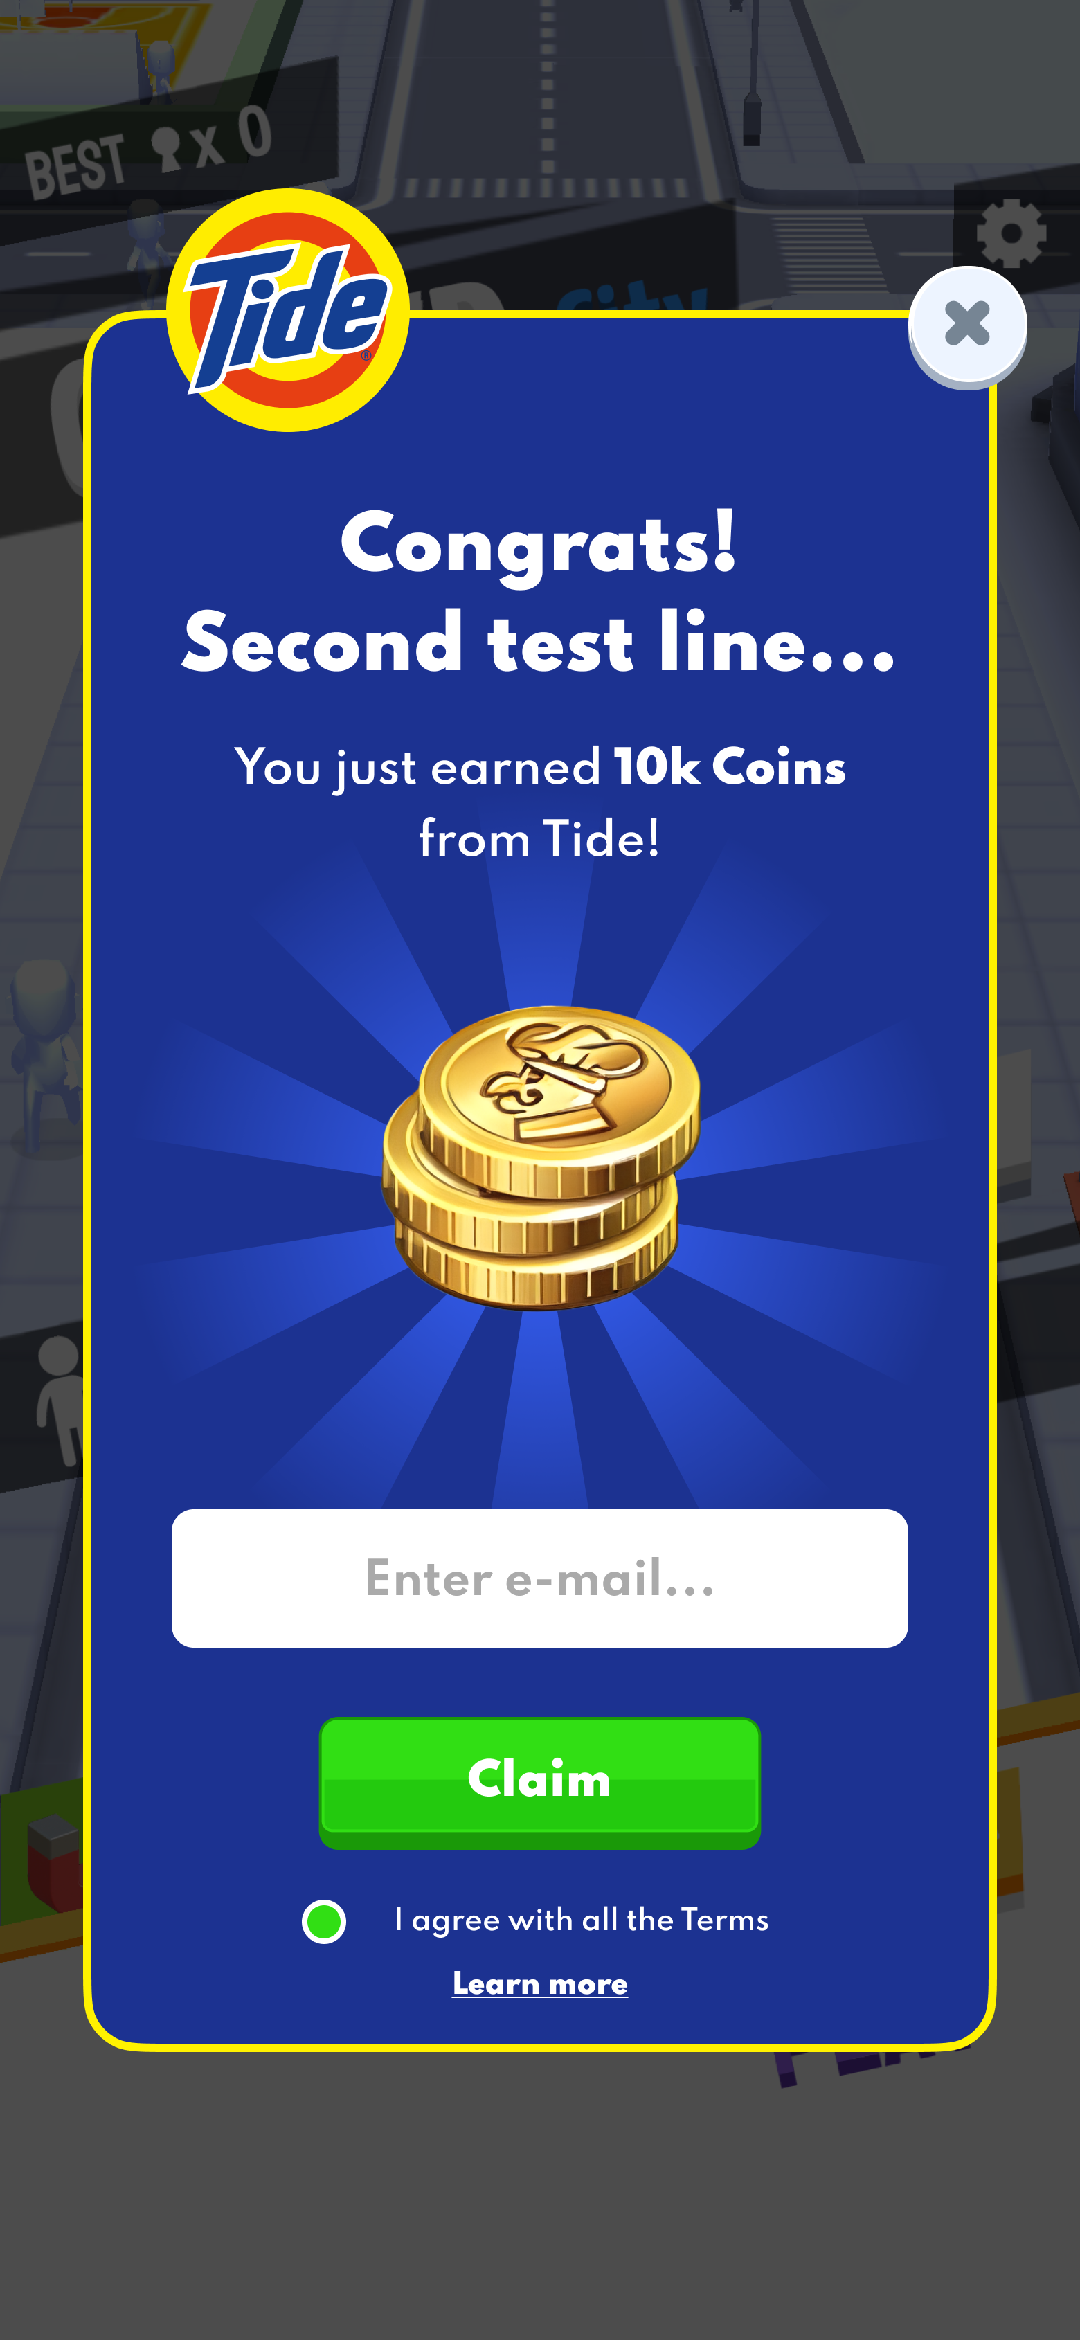 BEST x 0
City
Tide
®
Congrats!
Second test line...
You just earned 10k Coins
from Tide!
Enter e-mail...
Claim
I agree with all the Terms
Learn more